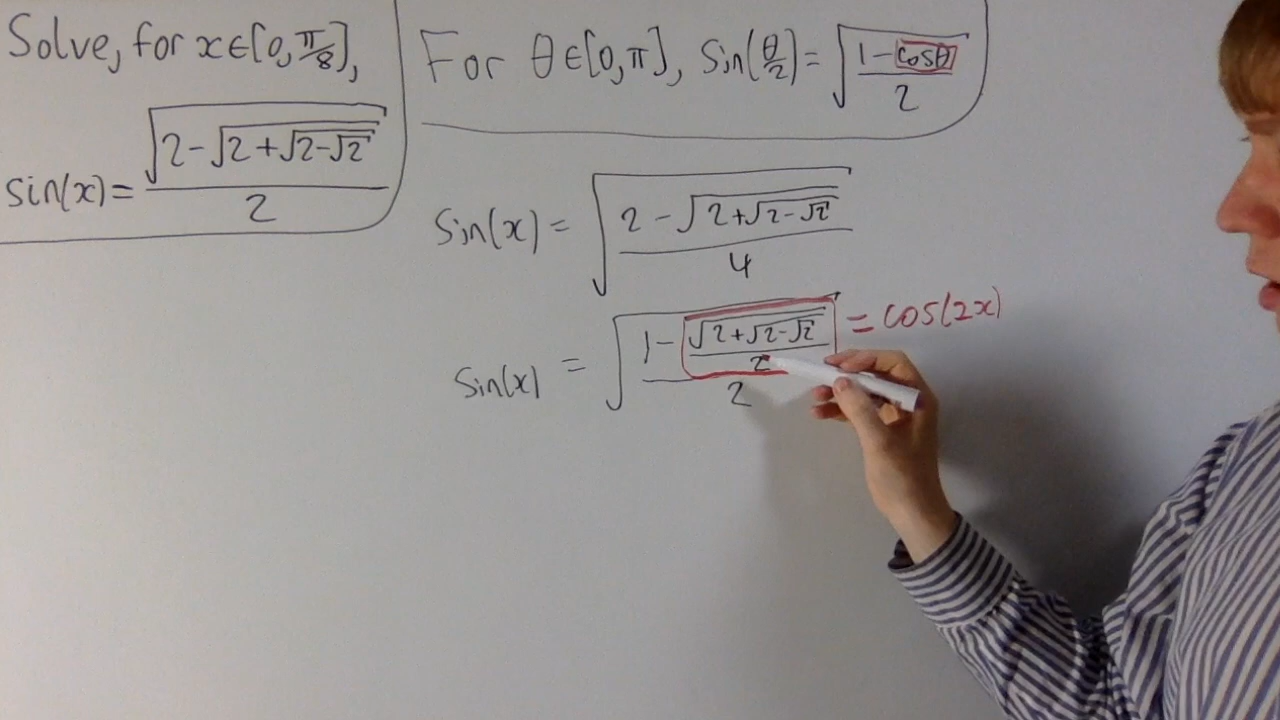 Solve, for x∈[0, π/8],
sin(x) = √(2-√(2+√(2-√2))) / 2
For θ∈[0, π], Sin(θ/2) = √((1-cosθ)/2)
Sin(x) = √((2-√(2+√(2-√2)))/4)
Sin(x) = √((1-√(2+√(2-√2))/2)/2) = cos(2x)